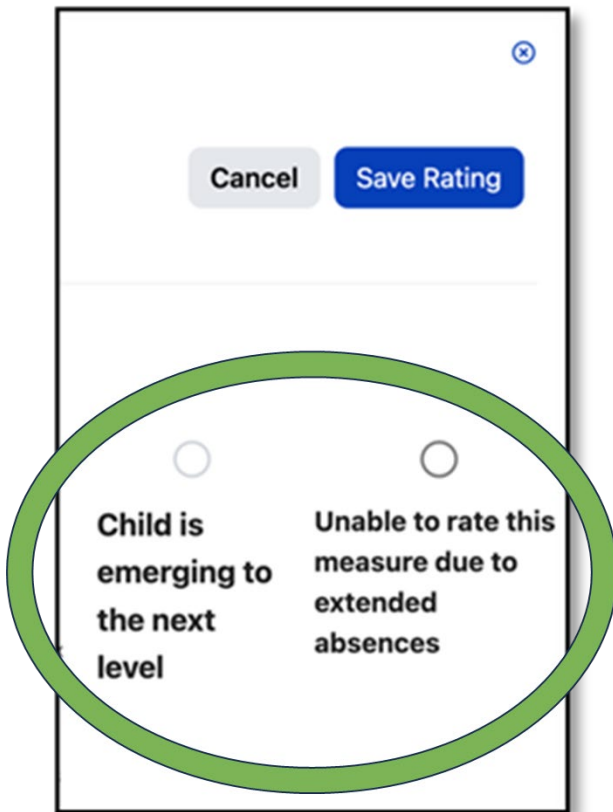 Cancel
Save Rating
Child is
emerging to
the next
level
Unable to rate this
measure due to
extended
absences